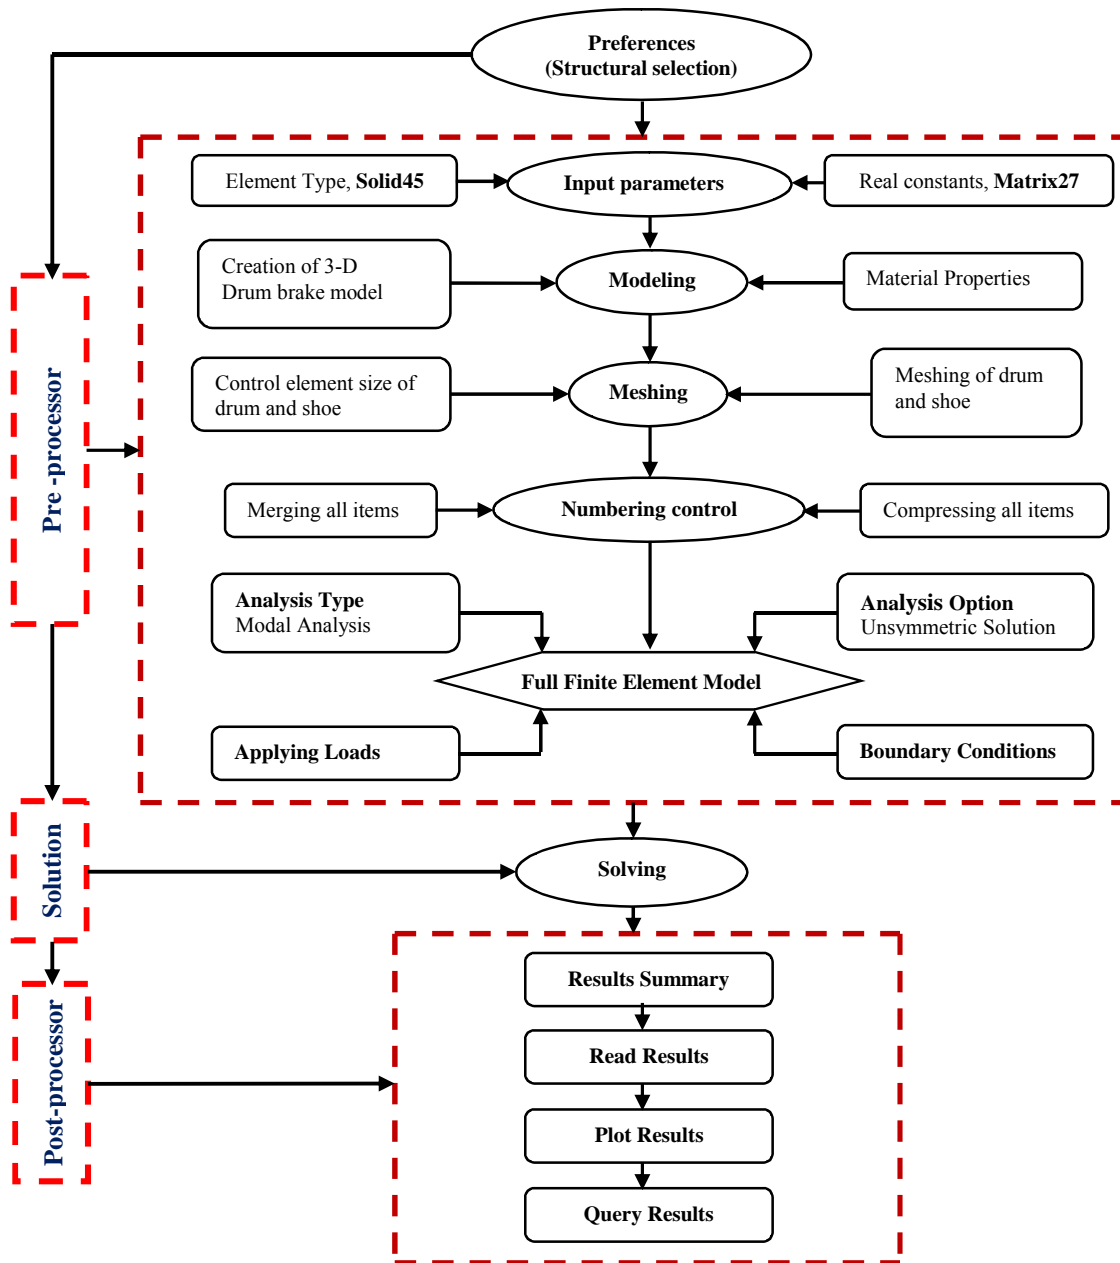 Preferences
(Structural selection)
Element Type, Solid45
Input parameters
Real constants, Matrix27
Creation of 3-D
Drum brake model
Modeling
Material Properties
Control element size of
drum and shoe
Meshing
Meshing of drum
and shoe
Pre -processor
Merging all items
Numbering control
Compressing all items
Analysis Type
Modal Analysis
Analysis Option
Unsymmetric Solution
Full Finite Element Model
Applying Loads
Boundary Conditions
Solution
Solving
Post-processor
Results Summary
Read Results
Plot Results
Query Results